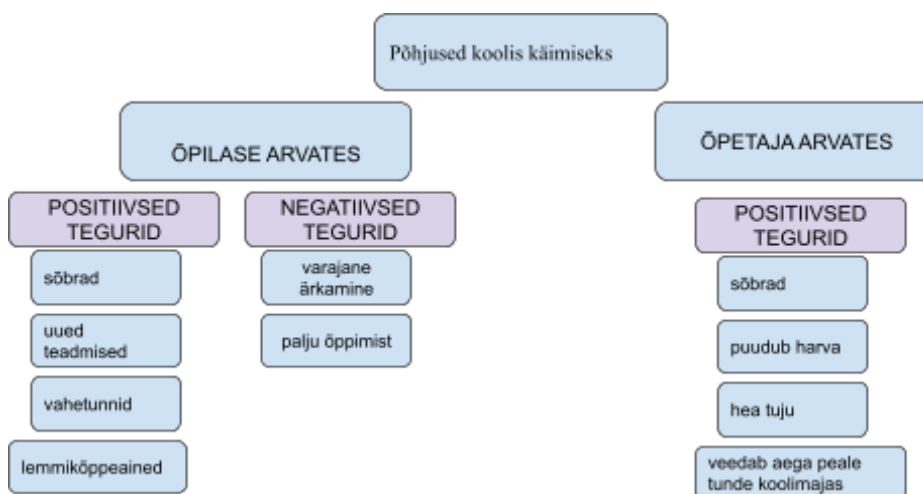 Põhjused koolis käimiseks
ÕPILASE ARVATES
ÕPETAJA ARVATES
POSITIIVSED
TEGURID
NEGATIIVSED
TEGURID
POSITIIVSED
TEGURID
sõbrad
uued
teadmised
vahetunnid
lemmikõppeained
varajane
ärkamine
palju õppimist
sõbrad
puudub harva
hea tuju
veedab aega peale
tunde koolimajas